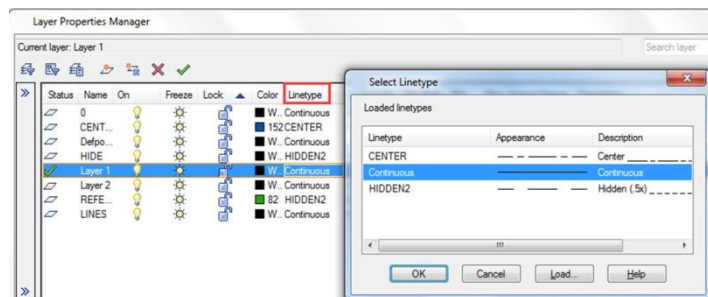 Layer Properties Manager
Current layer: Layer 1
Search layer
Status Name On Freeze Lock Color Linetype
0 W.. Continuous
CENT... 152 CENTER
Defpo... W.. Continuous
HIDE W.. HIDDEN2
Layer 1 W.. Continuous
Layer 2 W.. Continuous
REFE... 82 HIDDEN2
LINES W.. Continuous
Select Linetype
Loaded linetypes
Linetype Appearance Description
CENTER Center
Continuous Continuous
HIDDEN2 Hidden (.5x)
OK Cancel Load... Help